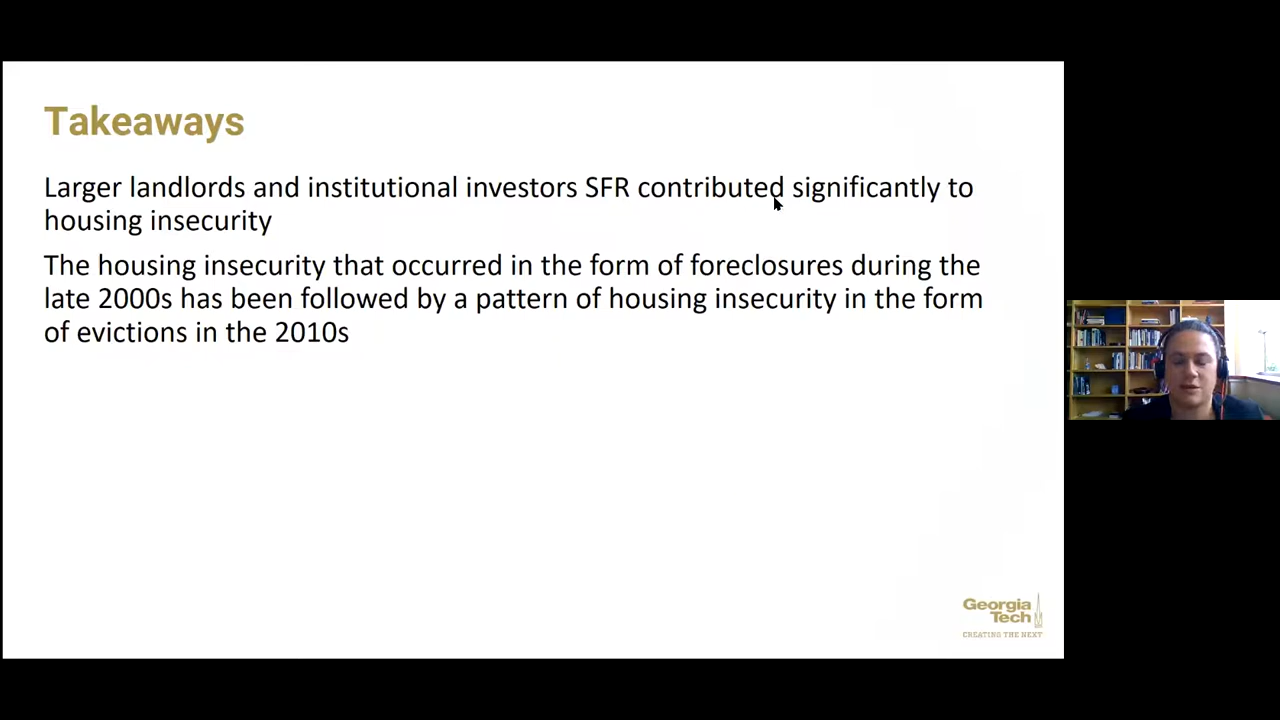 Takeaways
Larger landlords and institutional investors SFR contributed significantly to
housing insecurity
The housing insecurity that occurred in the form of foreclosures during the
late 2000s has been followed by a pattern of housing insecurity in the form
of evictions in the 2010s
Georgia
Tech
CREATING THE NEXT